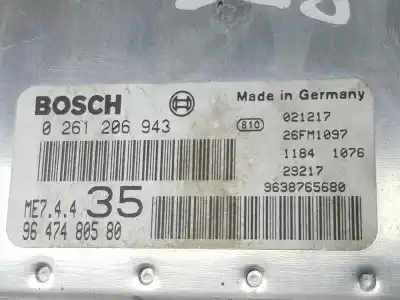 BOSCH
Made in Germany
0 261 206 943
810
021217
26FM1097
1184 1076
29217
9638765680
ME7.4.4 35
96 474 805 80